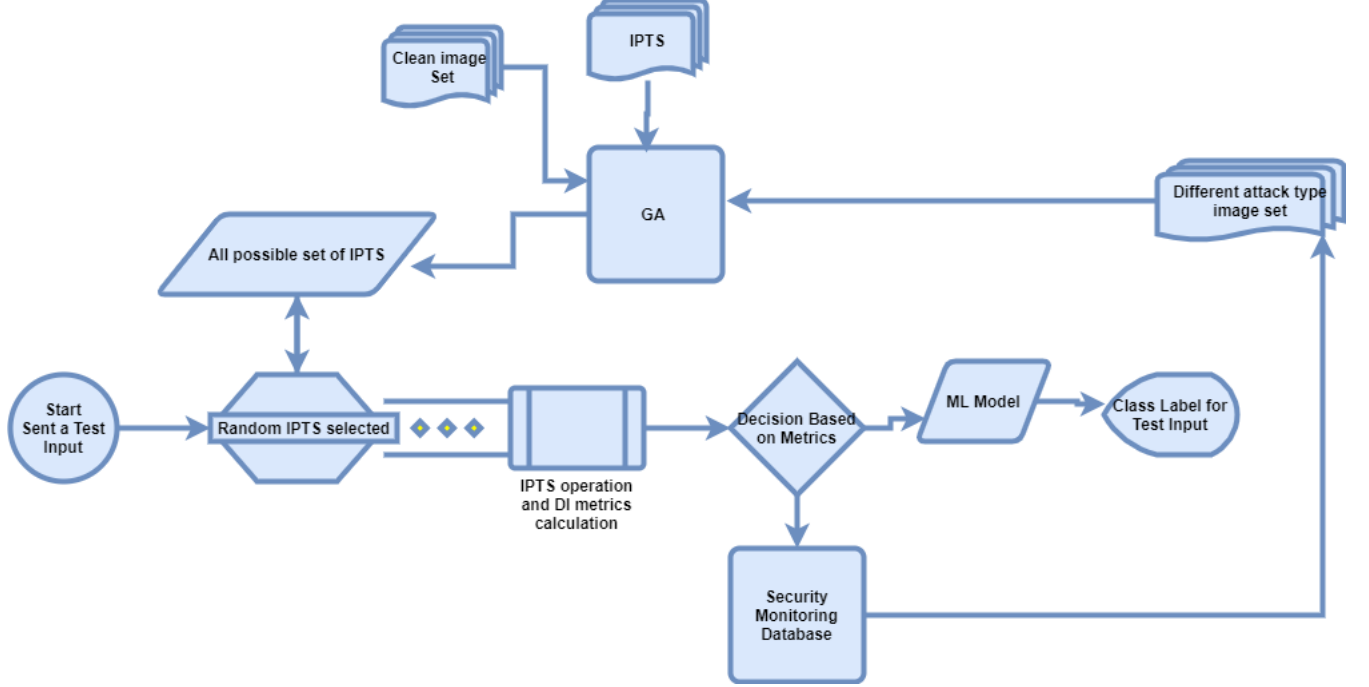 IPTS
Clean image
Set
Different attack type
image set
GA
All possible set of IPTS
Start
Sent a Test
Input
Random IPTS selected
IPTS operation
and DI metrics
calculation
Decision Based
on Metrics
ML Model
Class Label for
Test Input
Security
Monitoring
Database